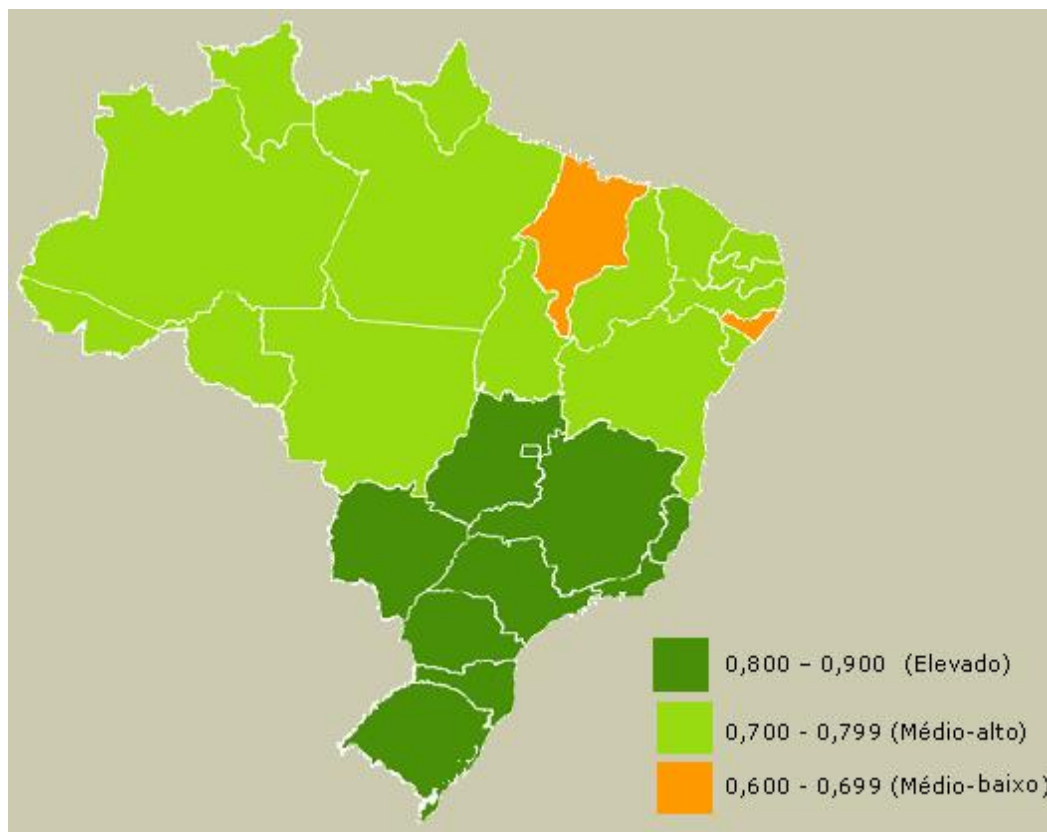 0,800 – 0,900 (Elevado)
0,700 - 0,799 (Médio-alto)
0,600 - 0,699 (Médio-baixo)